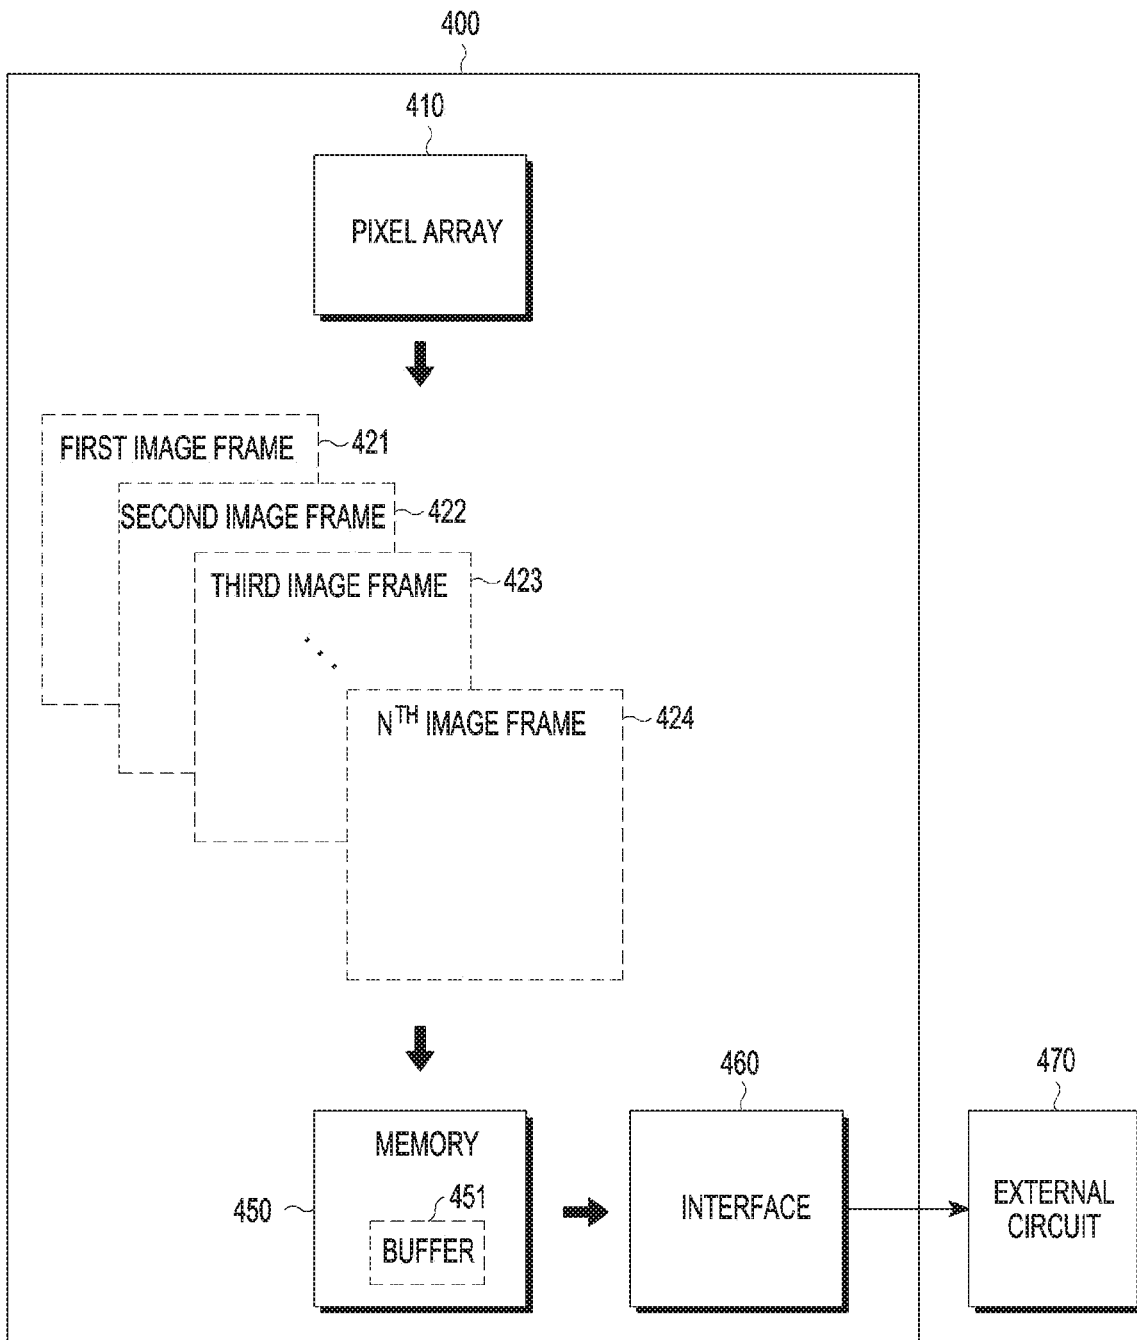 400
410
PIXEL ARRAY
FIRST IMAGE FRAME
421
SECOND IMAGE FRAME
422
THIRD IMAGE FRAME
423
NTH IMAGE FRAME
424
460
470
MEMORY
450
451
BUFFER
INTERFACE
EXTERNAL
CIRCUIT